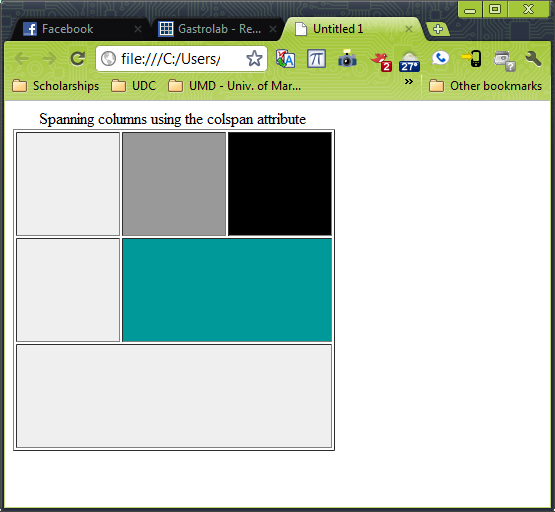 Facebook
Gastrolab - Re...
Untitled 1
file:///C:/Users/
2
27°
Scholarships
UDC
UMD - Univ. of Mar...
»
Other bookmarks
Spanning columns using the colspan attribute